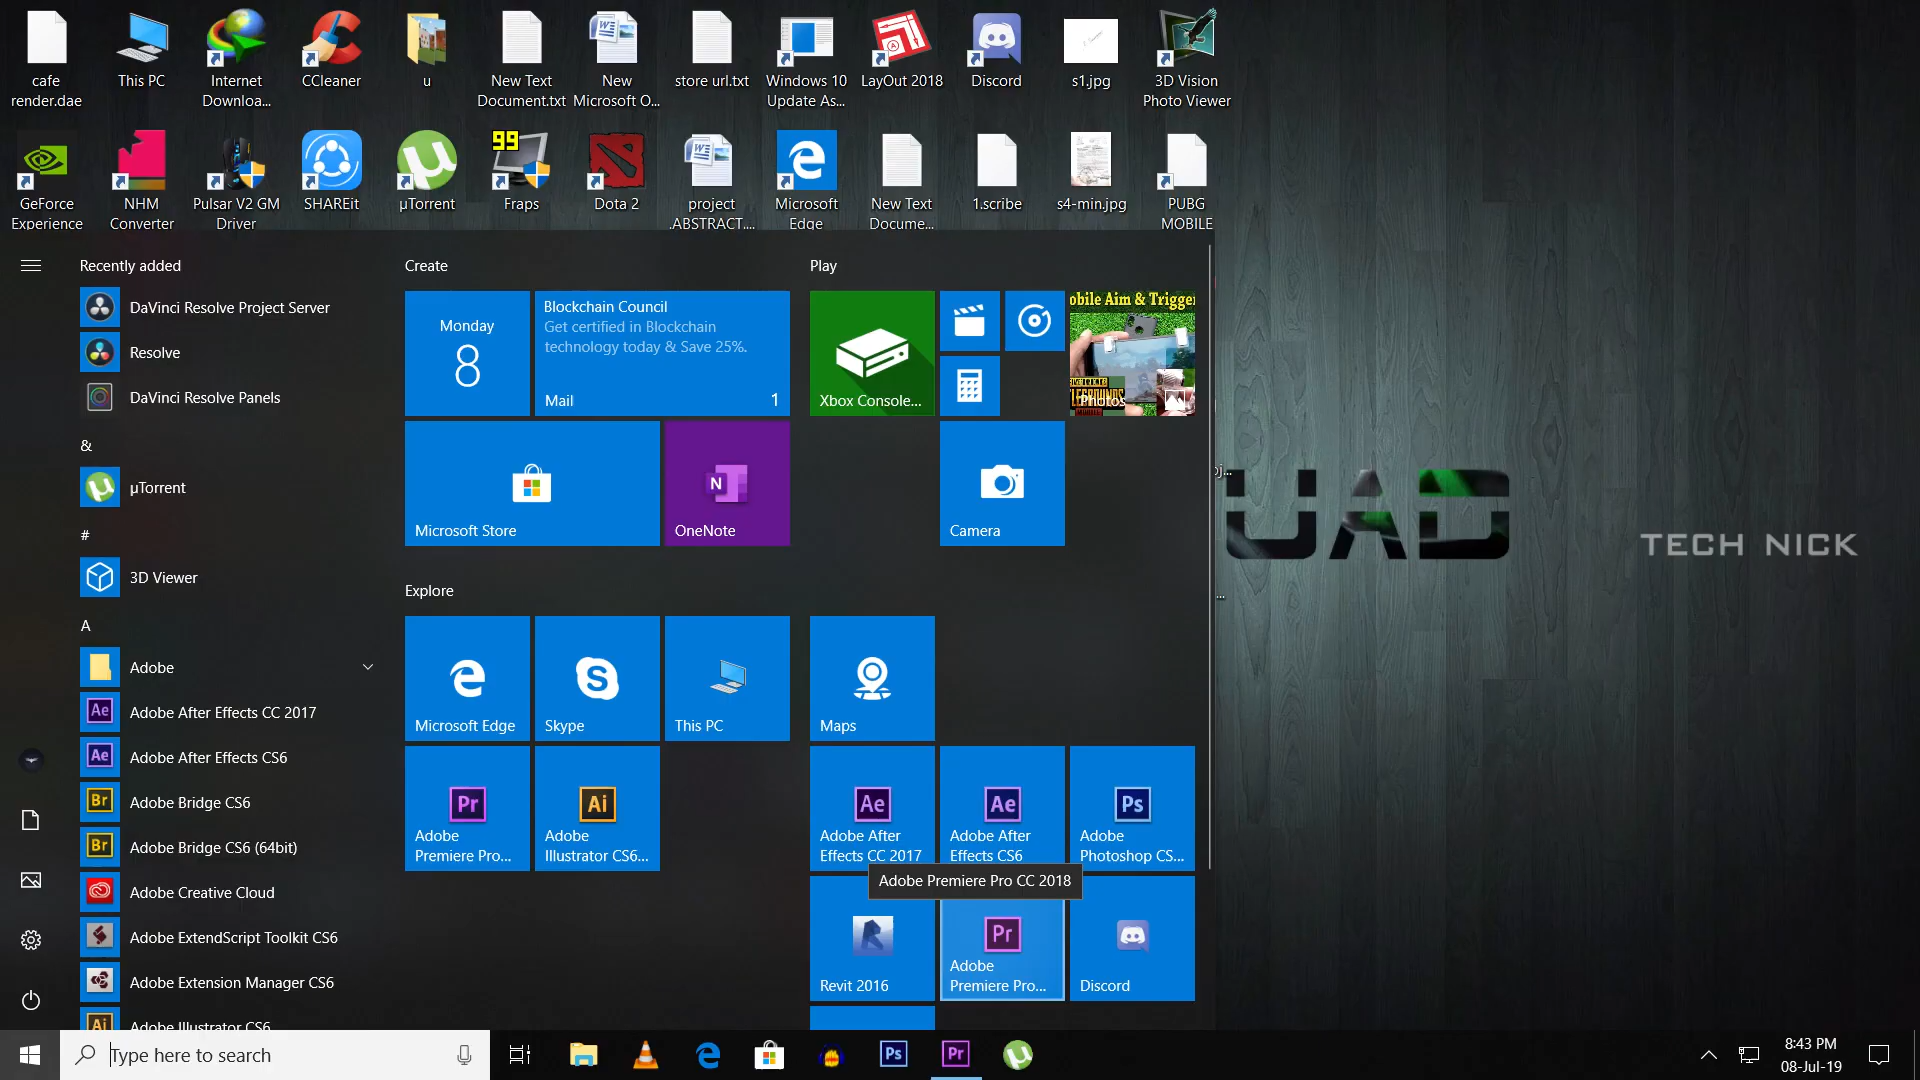 cafe
render.dae
This PC
Internet
Downloa...
CCleaner
u
New Text
Document.txt
New
Microsoft O...
store url.txt
Windows 10
Update As...
LayOut 2018
Discord
s1.jpg
3D Vision
Photo Viewer
99
GeForce
Experience
NHM
Converter
Pulsar V2 GM
Driver
SHAREit
µTorrent
Fraps
Dota 2
project
.ABSTRACT....
Microsoft
Edge
New Text
Docume...
1.scribe
s4-min.jpg
PUBG
MOBILE
Recently added
DaVinci Resolve Project Server
Resolve
DaVinci Resolve Panels
&
µTorrent
#
3D Viewer
A
Adobe
Adobe After Effects CC 2017
Adobe After Effects CS6
Adobe Bridge CS6
Adobe Bridge CS6 (64bit)
Adobe Creative Cloud
Adobe ExtendScript Toolkit CS6
Adobe Extension Manager CS6
Adobe Illustrator CS6
Create
Monday
8
Blockchain Council
Get certified in Blockchain
technology today & Save 25%.
Mail
1
Microsoft Store
OneNote
Play
Xbox Console...
obile Aim & Trigger
Photos
Camera
Explore
Microsoft Edge
Skype
This PC
Maps
Adobe
Premiere Pro...
Adobe
Illustrator CS6...
Adobe After
Effects CC 2017
Adobe After
Effects CS6
Adobe
Photoshop CS...
Adobe Premiere Pro CC 2018
Revit 2016
Adobe
Premiere Pro...
Discord
UAD
TECH NICK
Type here to search
8:43 PM
08-Jul-19